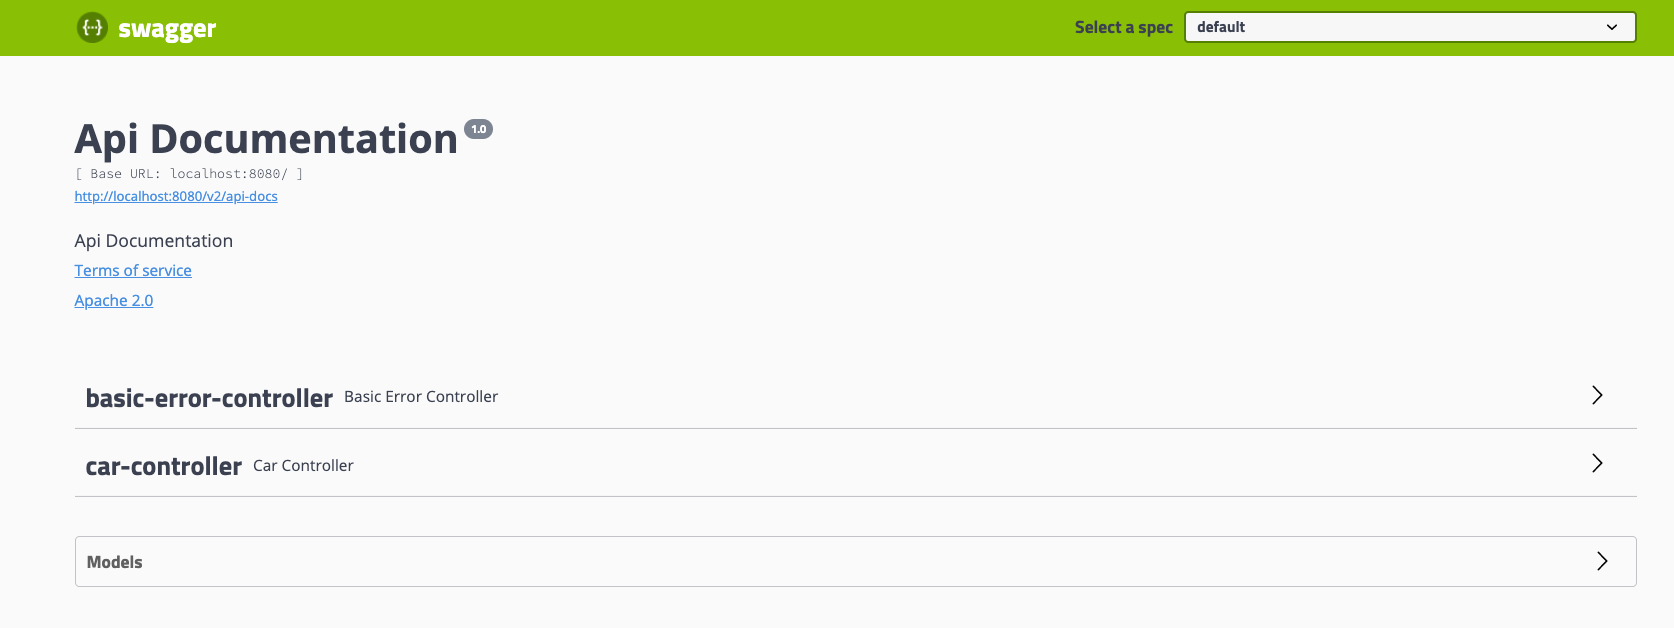 {...} swagger
Select a spec default
Api Documentation 1.0
[ Base URL: localhost:8080/ ]
http://localhost:8080/v2/api-docs
Api Documentation
Terms of service
Apache 2.0
basic-error-controller Basic Error Controller
car-controller Car Controller
Models